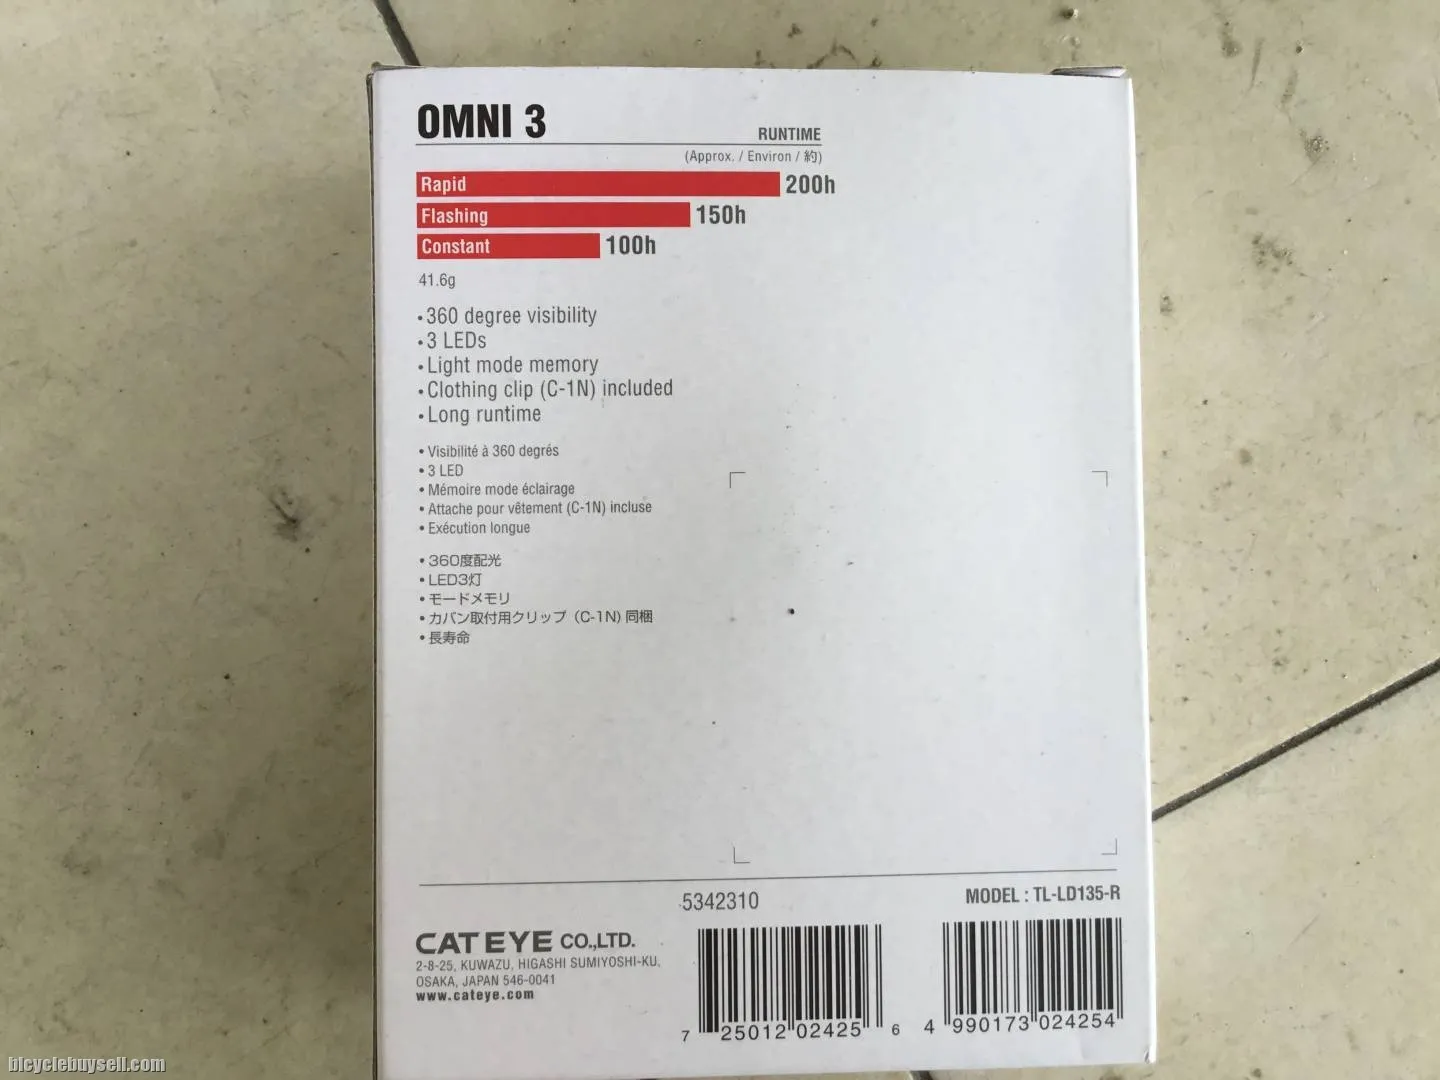 OMNI 3
RUNTIME
(Approx. / Environ / 約)
Rapid 200h
Flashing 150h
Constant 100h
41.6g
• 360 degree visibility
• 3 LEDs
• Light mode memory
• Clothing clip (C-1N) included
• Long runtime
• Visibilité à 360 degrés
• 3 LED
• Mémoire mode éclairage
• Attache pour vêtement (C-1N) incluse
• Exécution longue
• 360度配光
• LED3灯
• モードメモリ
• カバン取付用クリップ（C-1N) 同梱
• 長寿命
5342310
MODEL : TL-LD135-R
CATEYE CO.,LTD.
2-8-25, KUWAZU, HIGASHI SUMIYOSHI-KU,
OSAKA, JAPAN 546-0041
www.cateye.com
7 25012 02425 6
4 990173 024254
bicyclebuysell.com